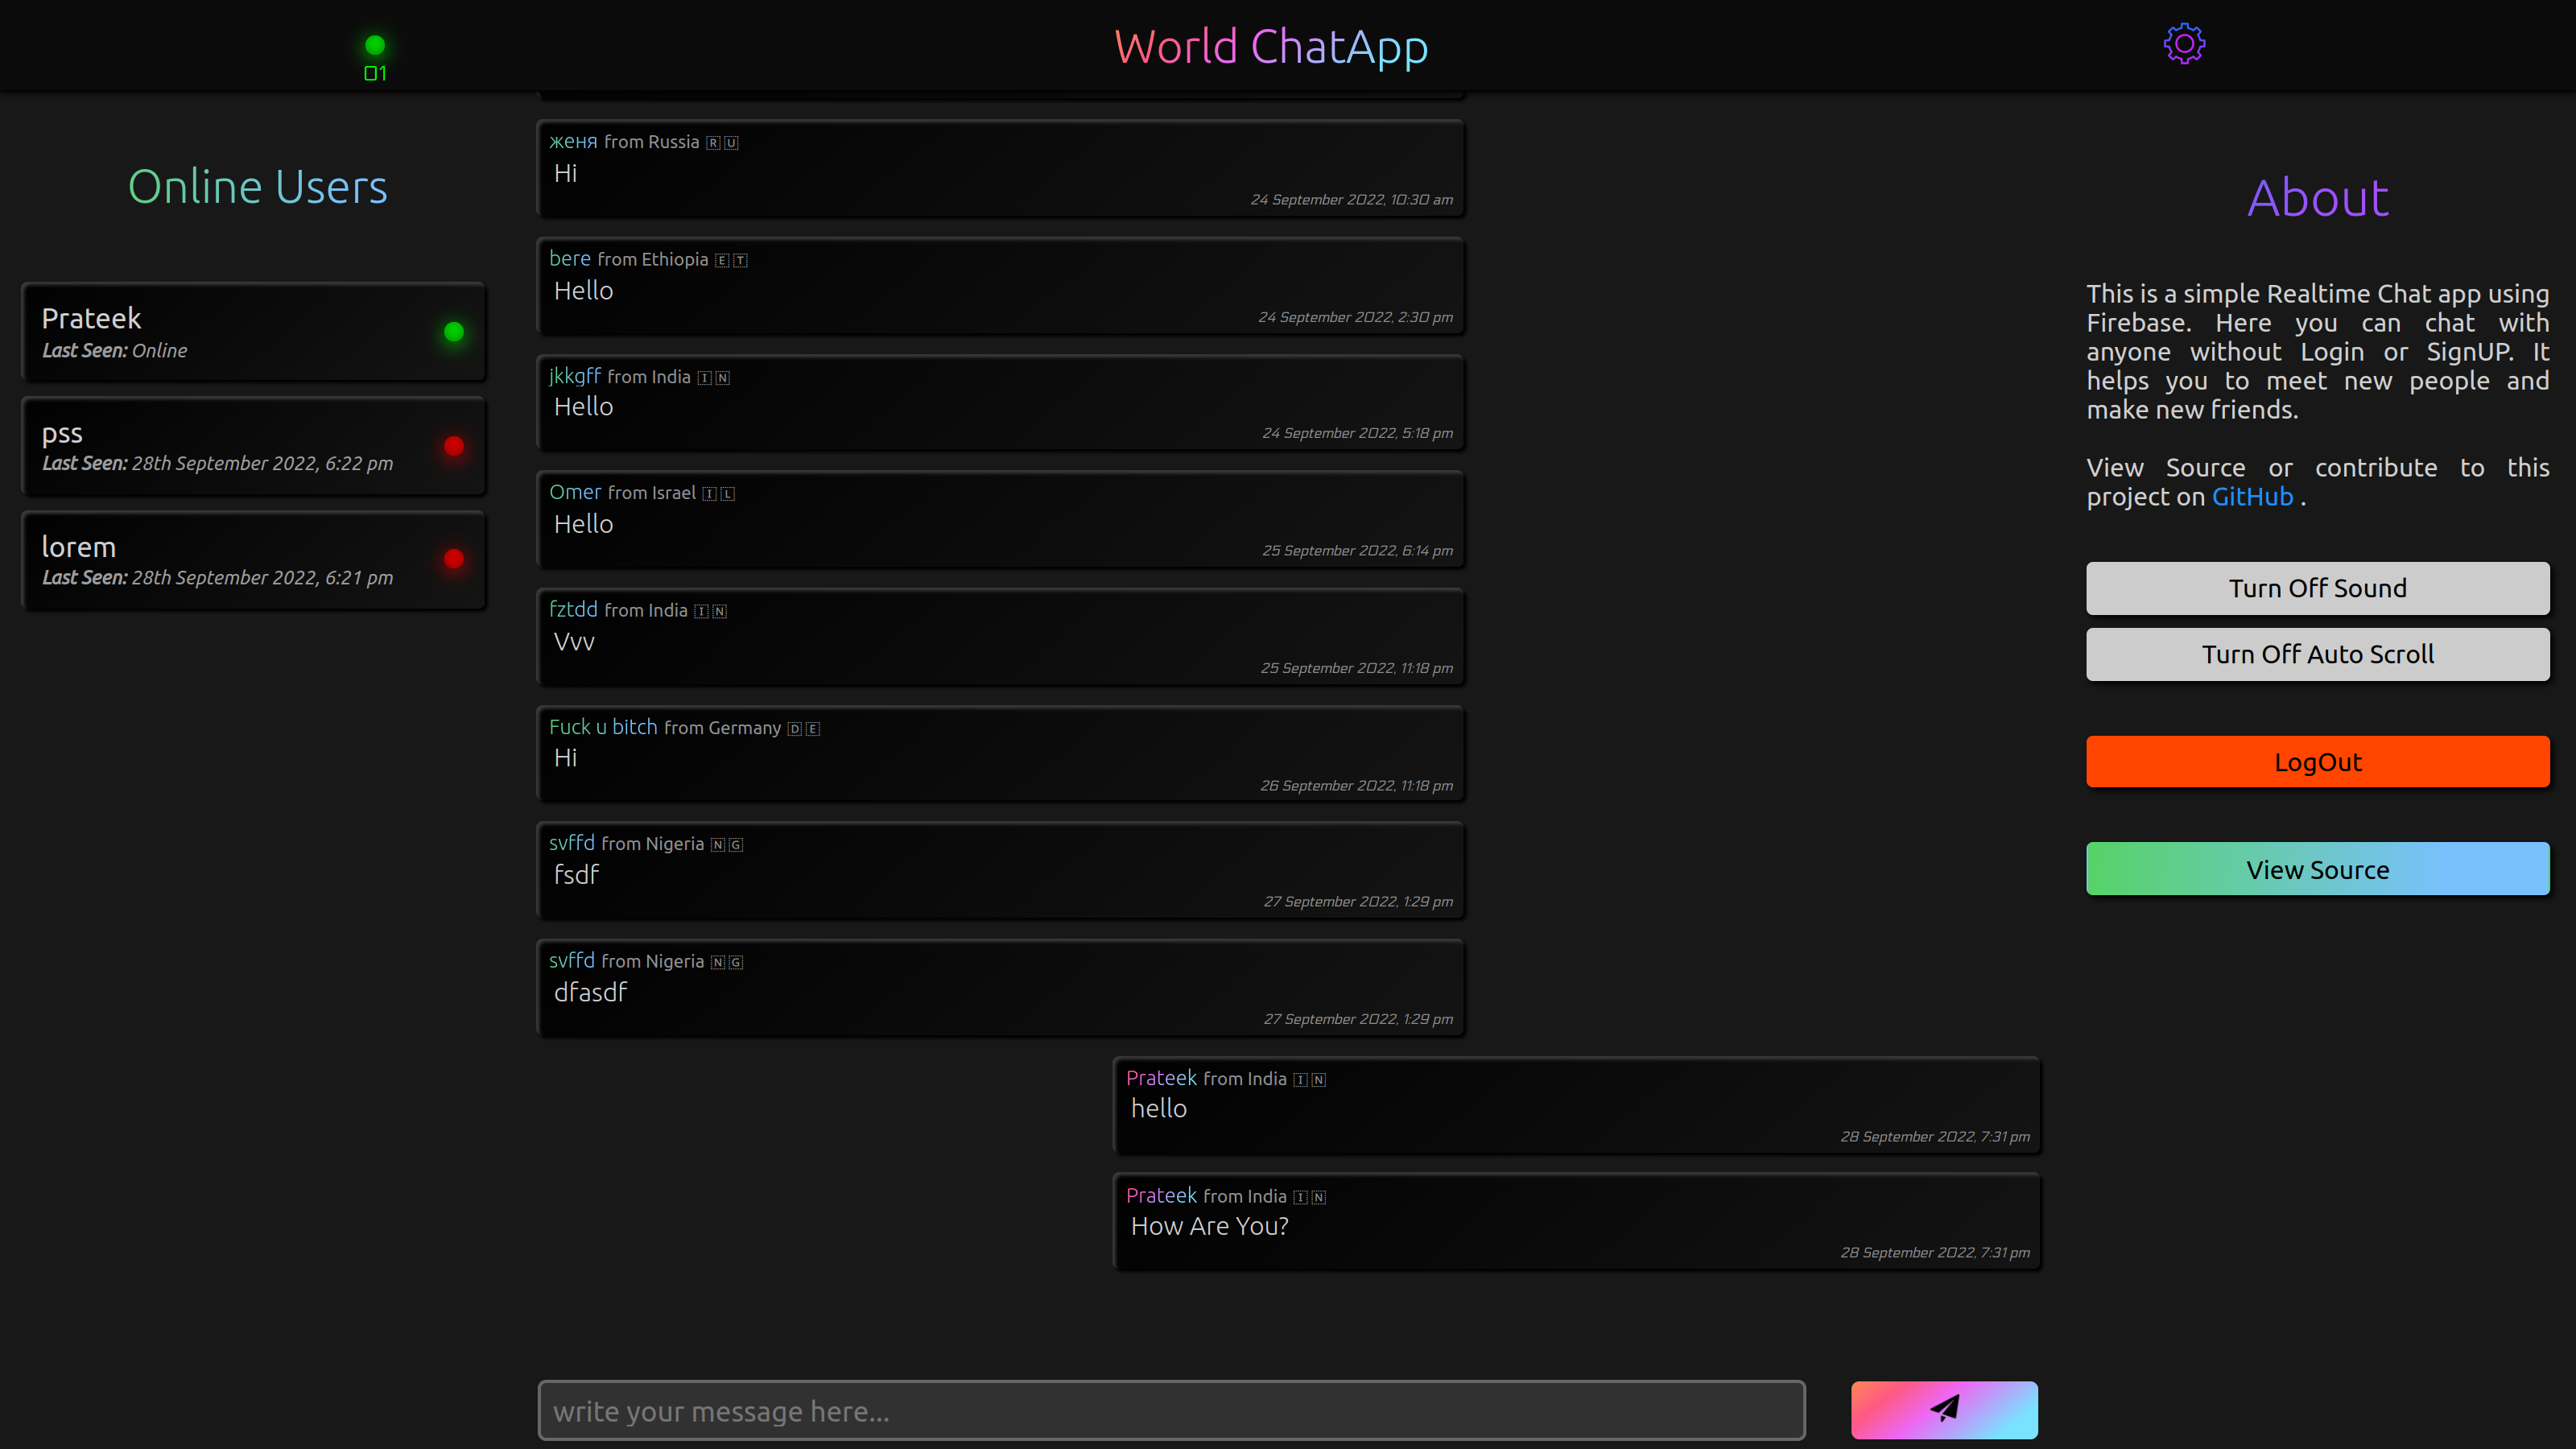 01
World ChatApp
Online Users
Prateek
Last Seen: Online
pss
Last Seen: 28th September 2022, 6:22 pm
lorem
Last Seen: 28th September 2022, 6:21 pm
женя from Russia 🇷🇺
Hi
24 September 2022, 10:30 am
bere from Ethiopia 🇪🇹
Hello
24 September 2022, 2:30 pm
jkkgff from India 🇮🇳
Hello
24 September 2022, 5:18 pm
Omer from Israel 🇮🇱
Hello
25 September 2022, 6:14 pm
fztdd from India 🇮🇳
Vvv
25 September 2022, 11:18 pm
Fuck u bitch from Germany 🇩🇪
Hi
26 September 2022, 11:18 pm
svffd from Nigeria 🇳🇬
fsdf
27 September 2022, 1:29 pm
svffd from Nigeria 🇳🇬
dfasdf
27 September 2022, 1:29 pm
Prateek from India 🇮🇳
hello
28 September 2022, 7:31 pm
Prateek from India 🇮🇳
How Are You?
28 September 2022, 7:31 pm
write your message here...
About
This is a simple Realtime Chat app using
Firebase. Here you can chat with
anyone without Login or SignUP. It
helps you to meet new people and
make new friends.
View Source or contribute to this
project on GitHub .
Turn Off Sound
Turn Off Auto Scroll
LogOut
View Source